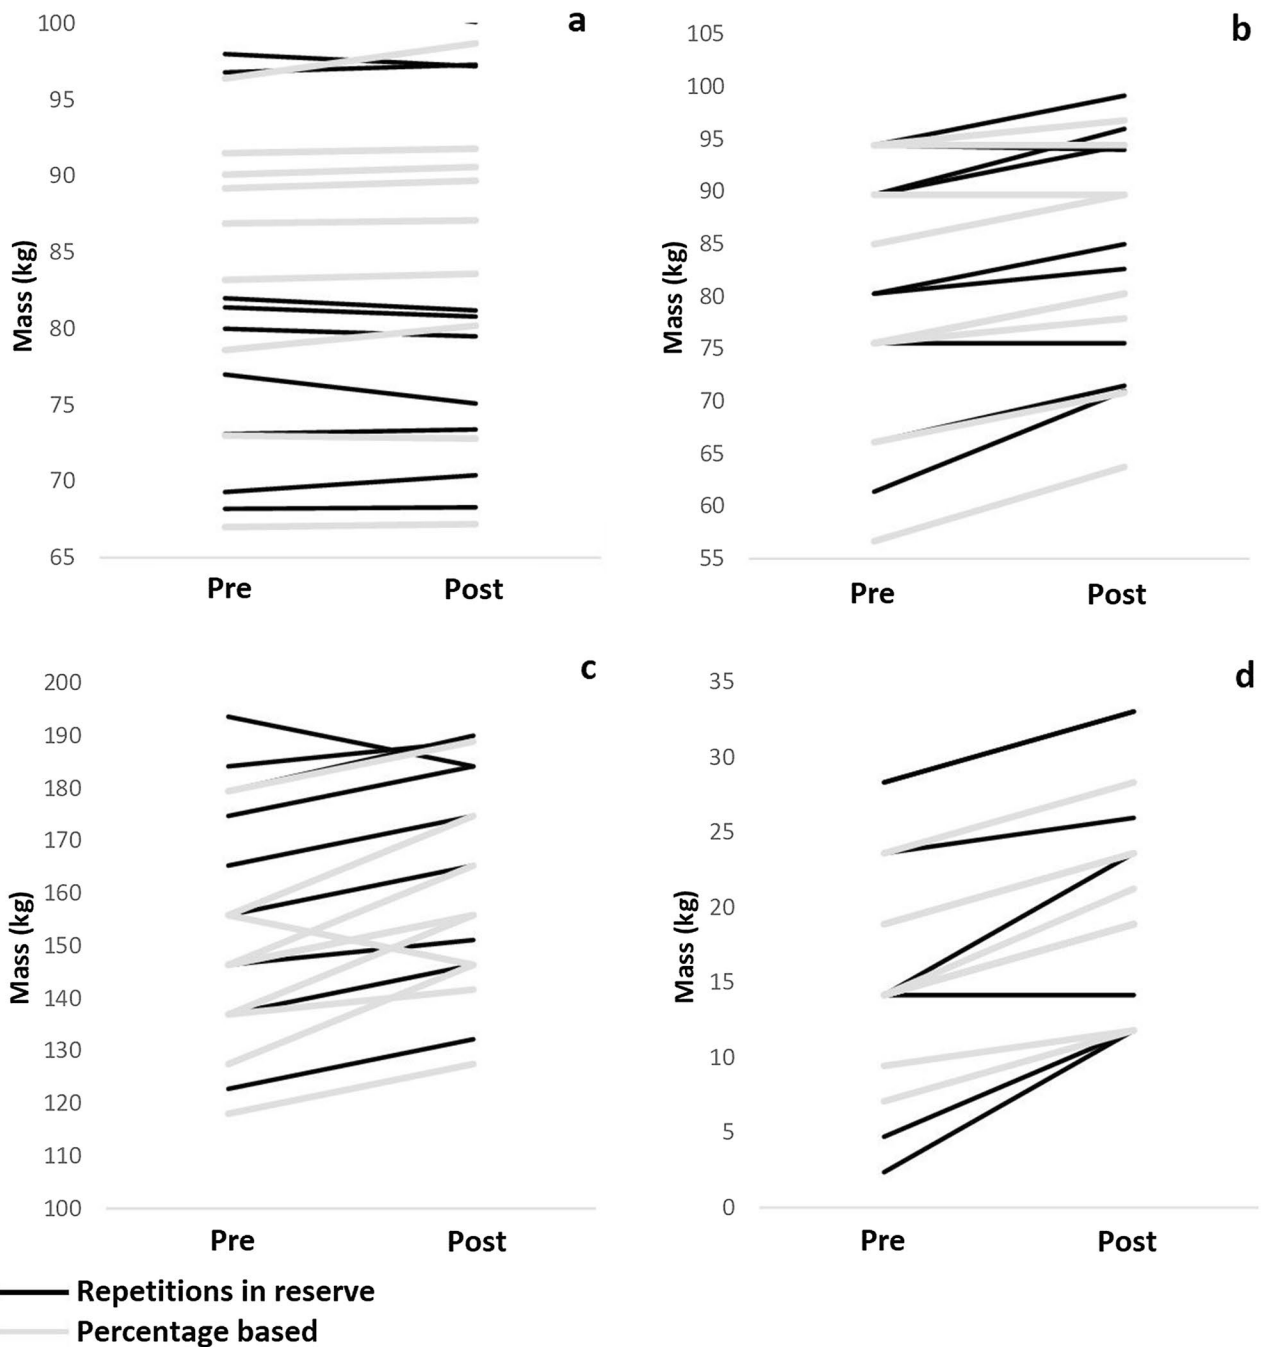 a
100
95
90
85
80
75
70
65
Mass (kg)
Pre
Post
b
105
100
95
90
85
80
75
70
65
60
55
Mass (kg)
Pre
Post
c
200
190
180
170
160
150
140
130
120
110
100
Mass (kg)
Pre
Post
d
35
30
25
20
15
10
5
0
Mass (kg)
Pre
Post
Repetitions in reserve
Percentage based